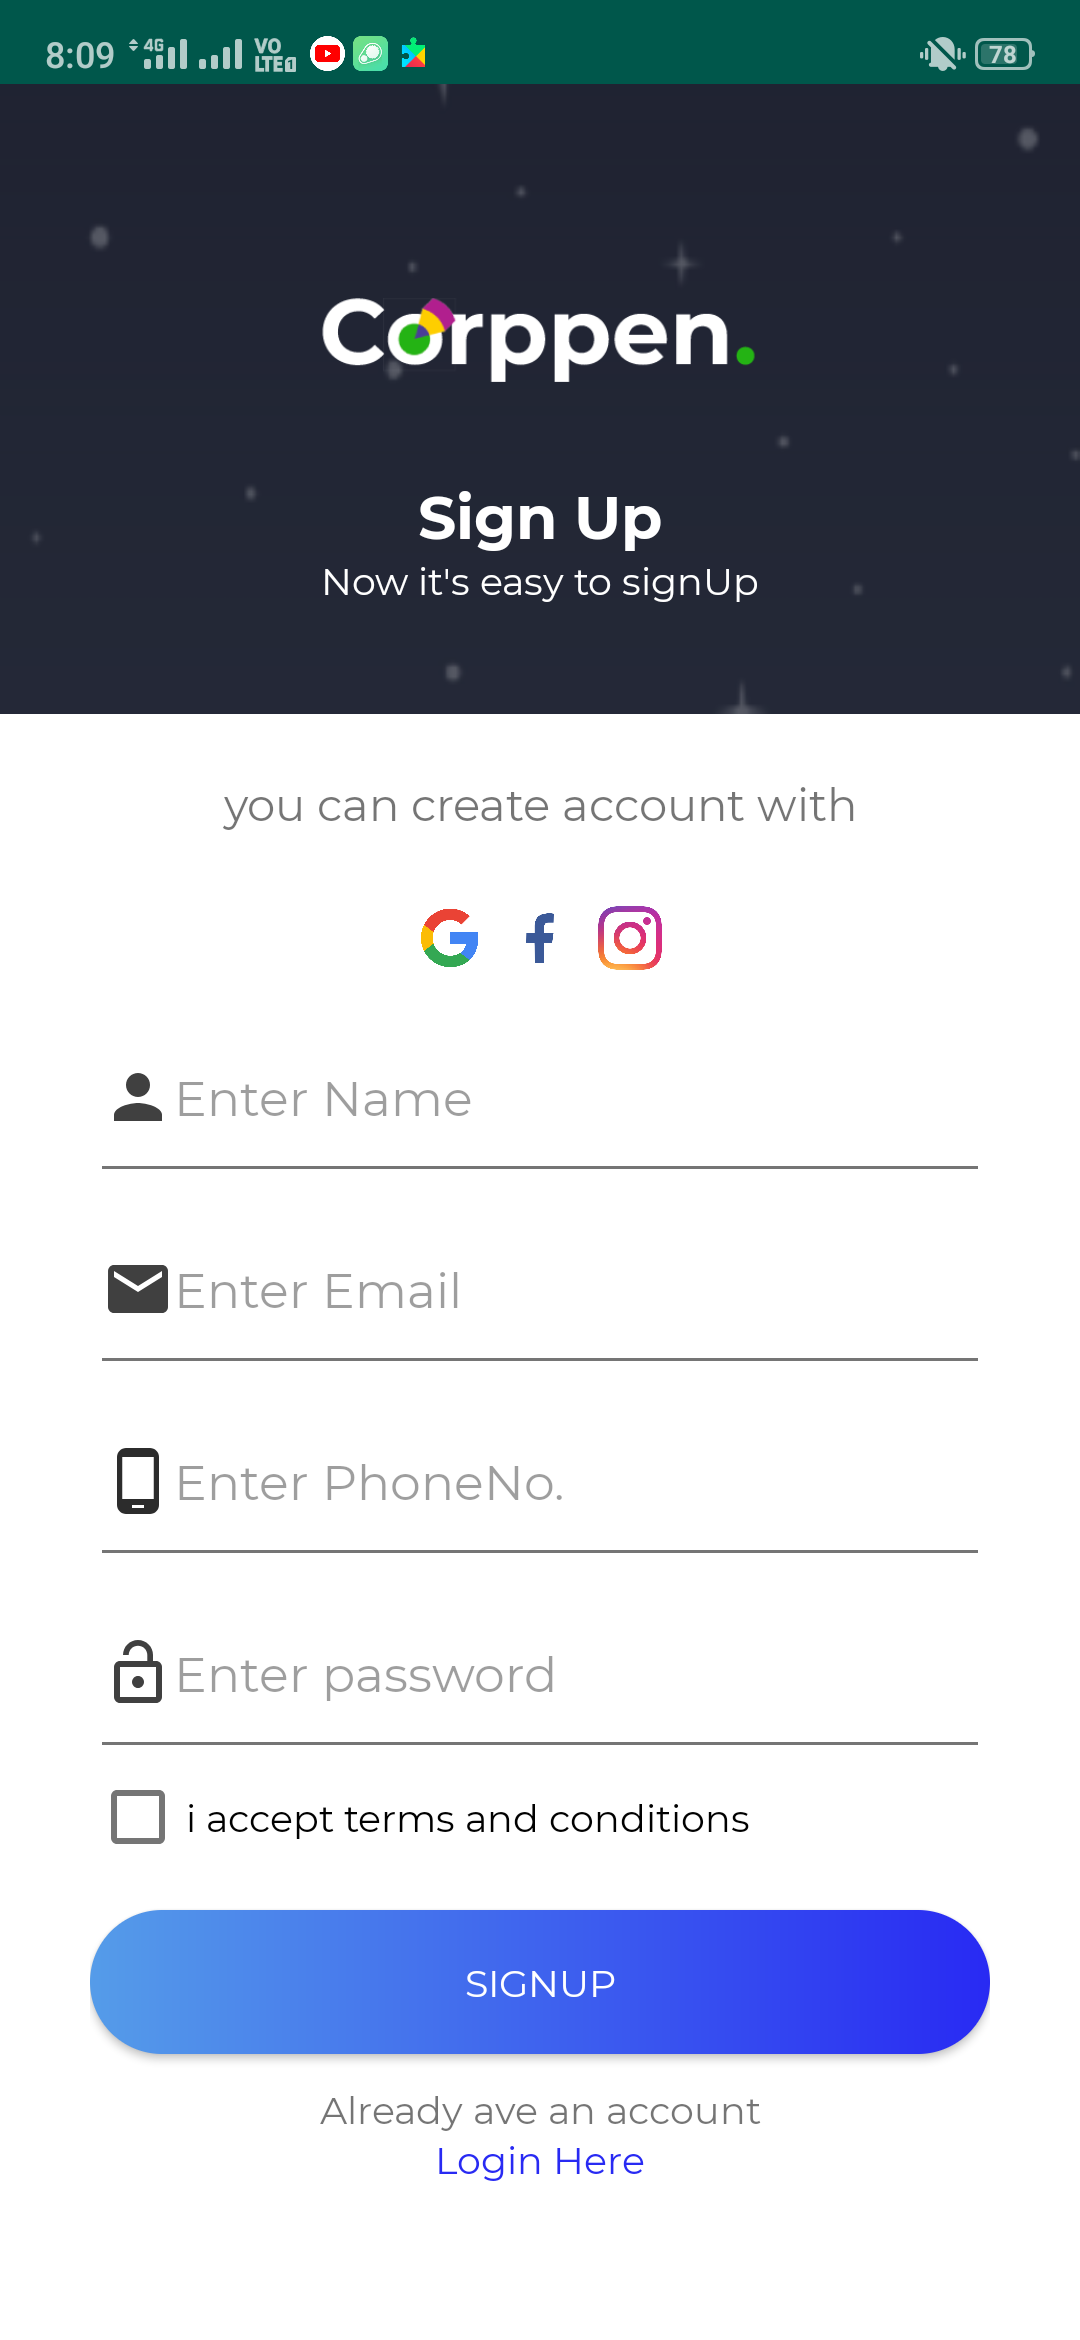 8:09 4G VO LTE1 78
Corppen.
Sign Up
Now it's easy to signUp
you can create account with
Enter Name
Enter Email
Enter PhoneNo.
Enter password
i accept terms and conditions
SIGNUP
Already ave an account
Login Here